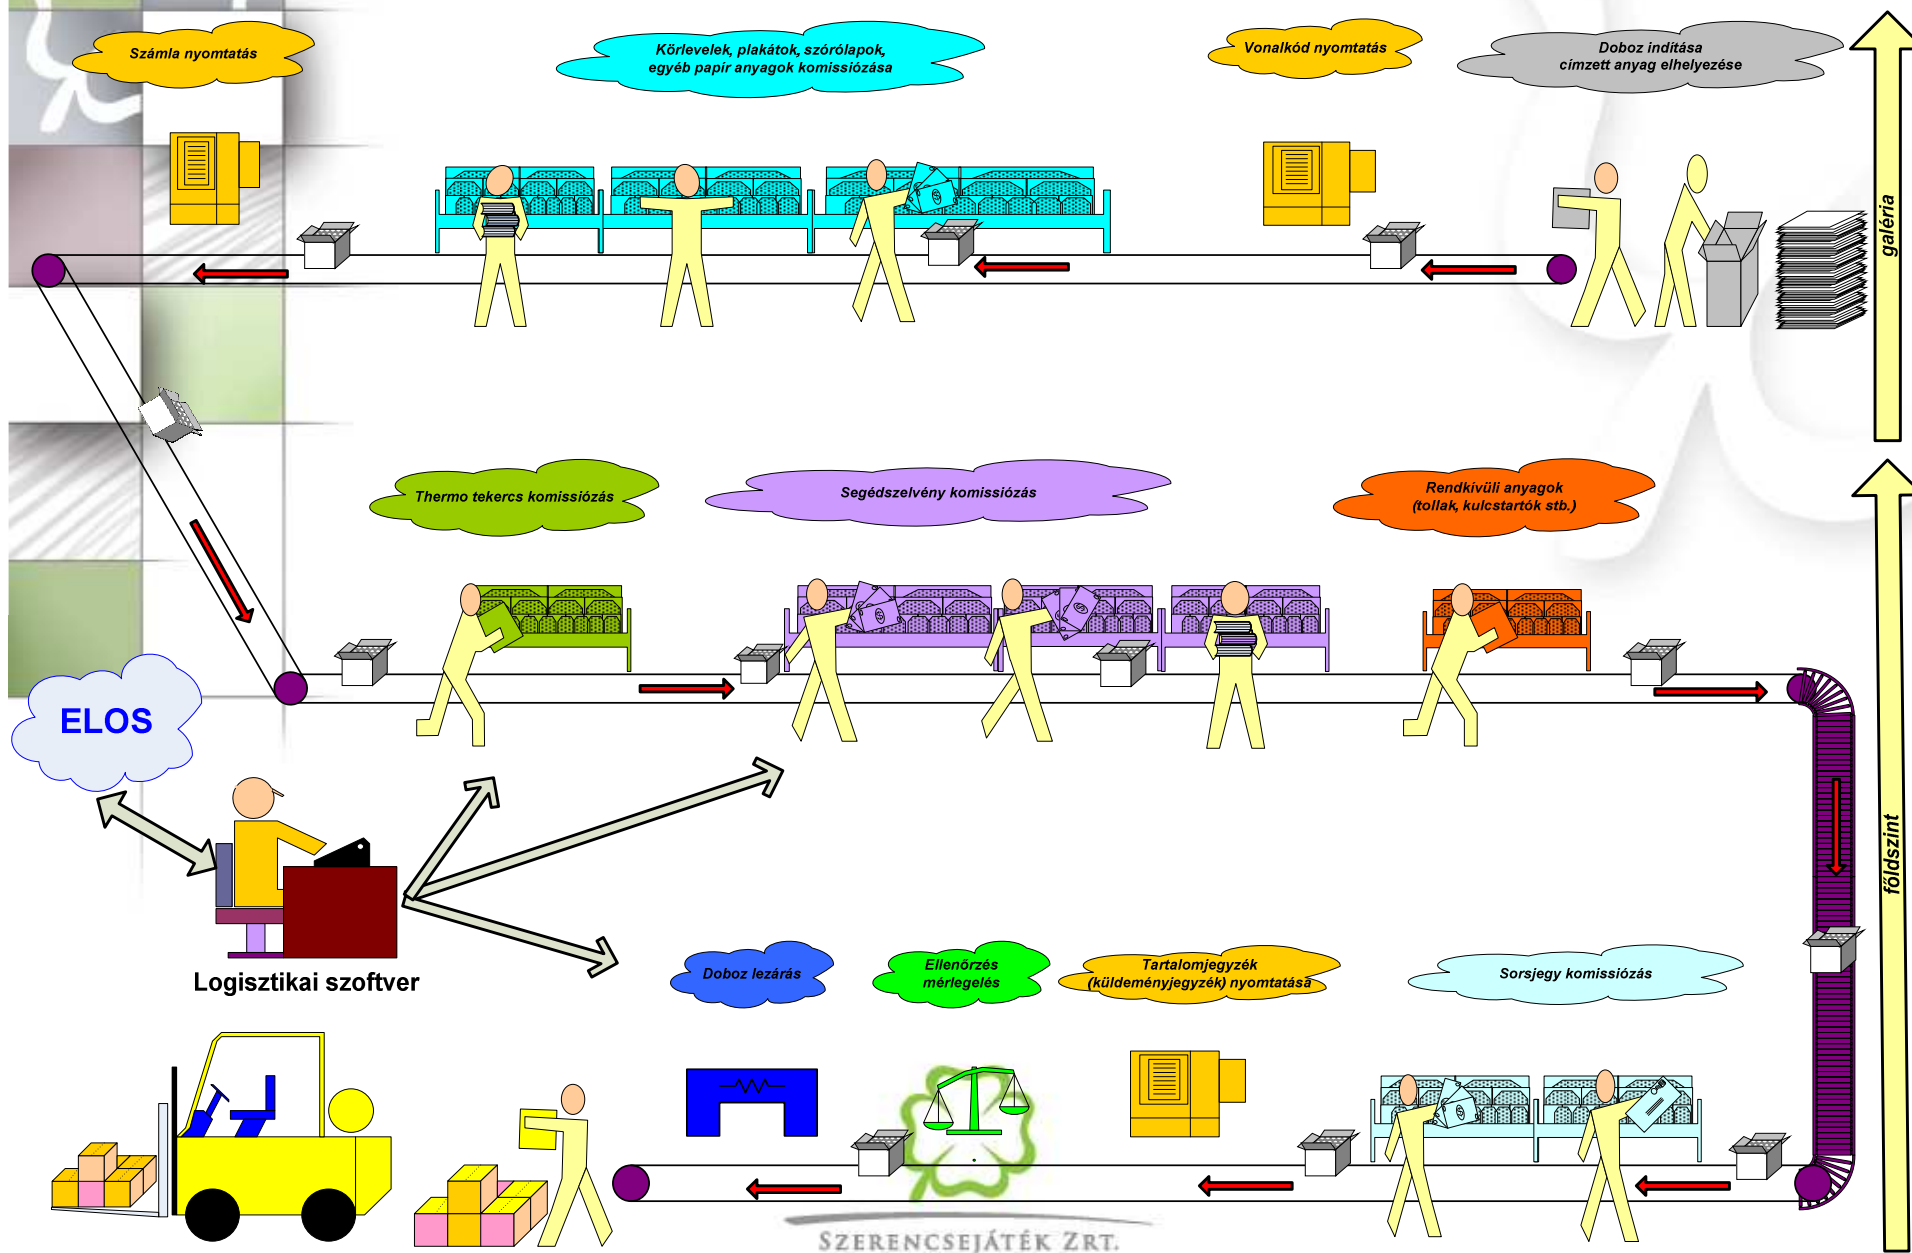 Számla nyomtatás
Körlevelek, plakátok, szórólapok,
egyéb papír anyagok komissiózása
Vonalkód nyomtatás
Doboz indítása
címzett anyag elhelyezése
galéria
Thermo tekercs komissiózás
Segédszelvény komissiózás
Rendkívüli anyagok
(tollak, kulcstartók stb.)
ELOS
földszint
Logisztikai szoftver
Doboz lezárás
Ellenőrzés
mérlegelés
Tartalomjegyzék
(küldeményjegyzék) nyomtatása
Sorsjegy komissiózás
SZERENCSEJÁTÉK ZRT.